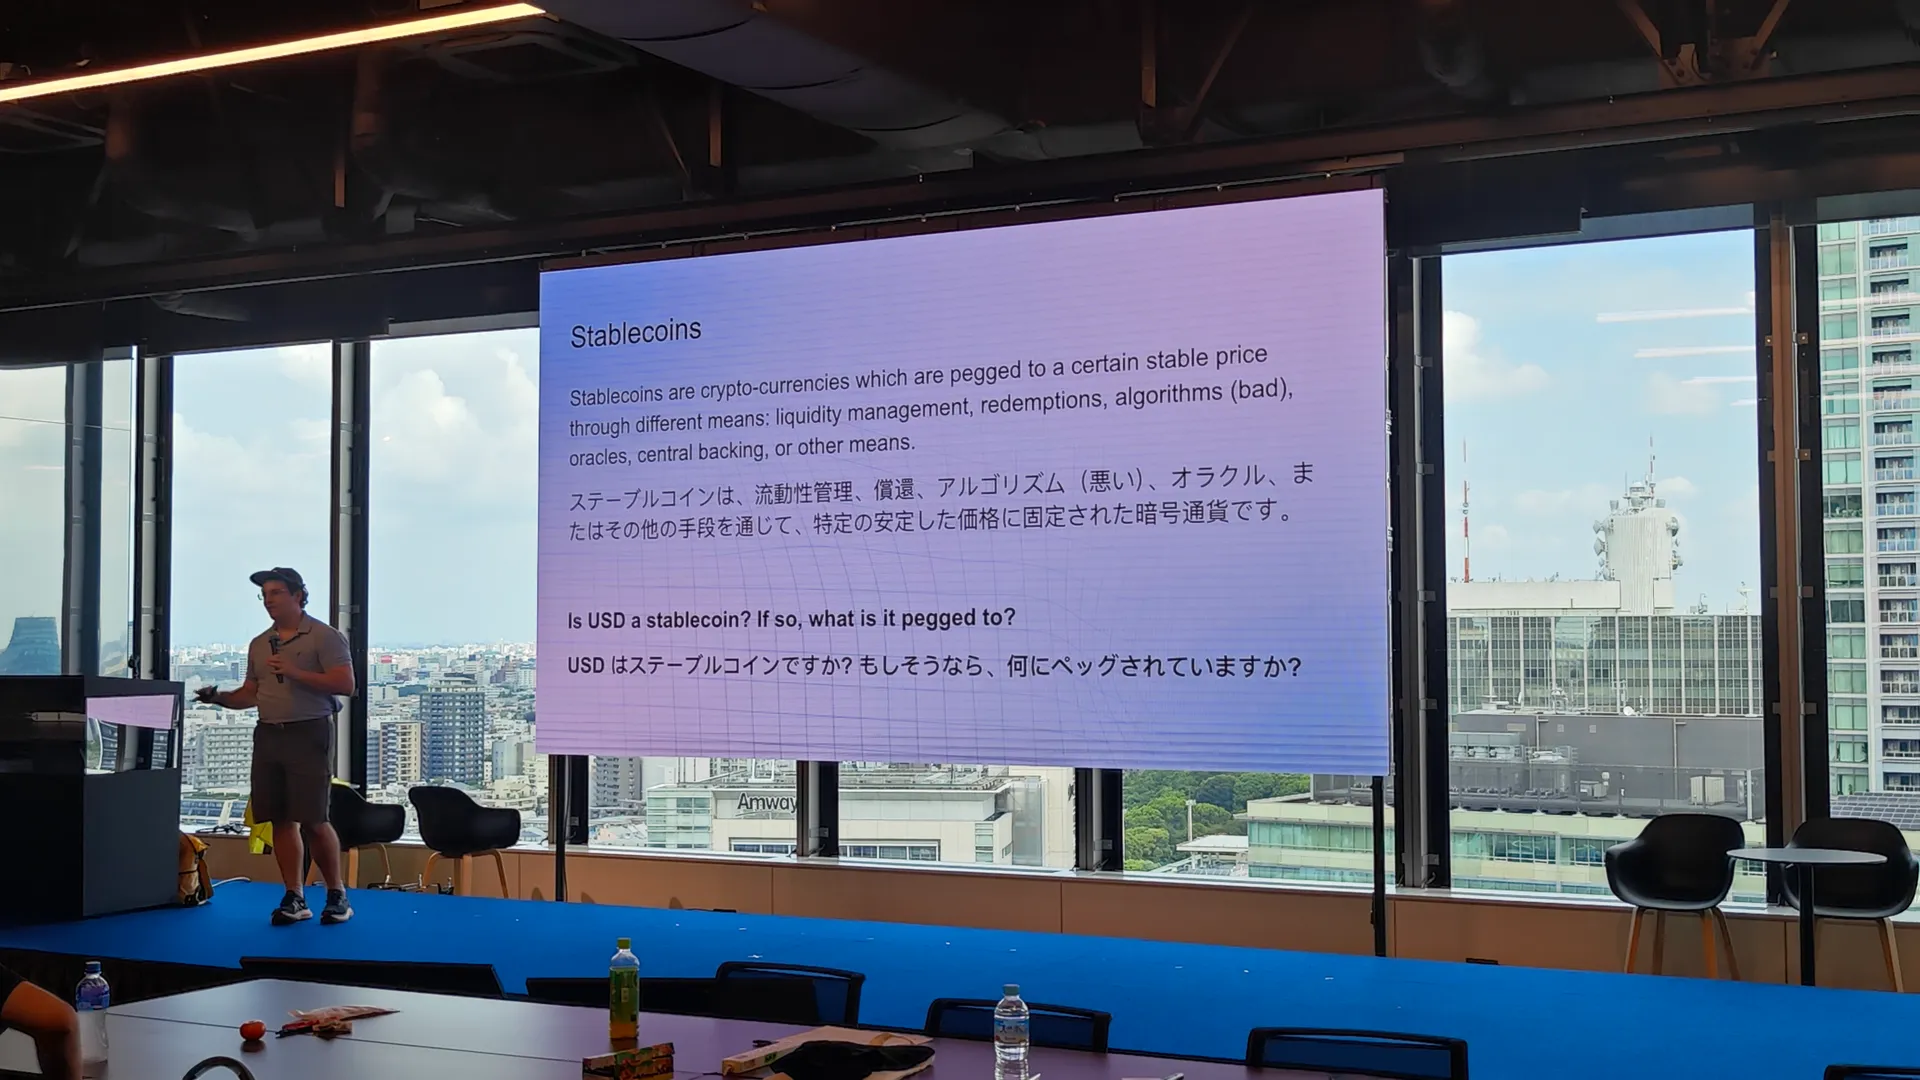 Stablecoins
Stablecoins are crypto-currencies which are pegged to a certain stable price
through different means: liquidity management, redemptions, algorithms (bad),
oracles, central backing, or other means.
ステーブルコインは、流動性管理、償還、アルゴリズム（悪い）、オラクル、ま
たはその他の手段を通じて、特定の安定した価格に固定された暗号通貨です。
Is USD a stablecoin? If so, what is it pegged to?
USD はステーブルコインですか? もしそうなら、何にペッグされていますか?
Amway